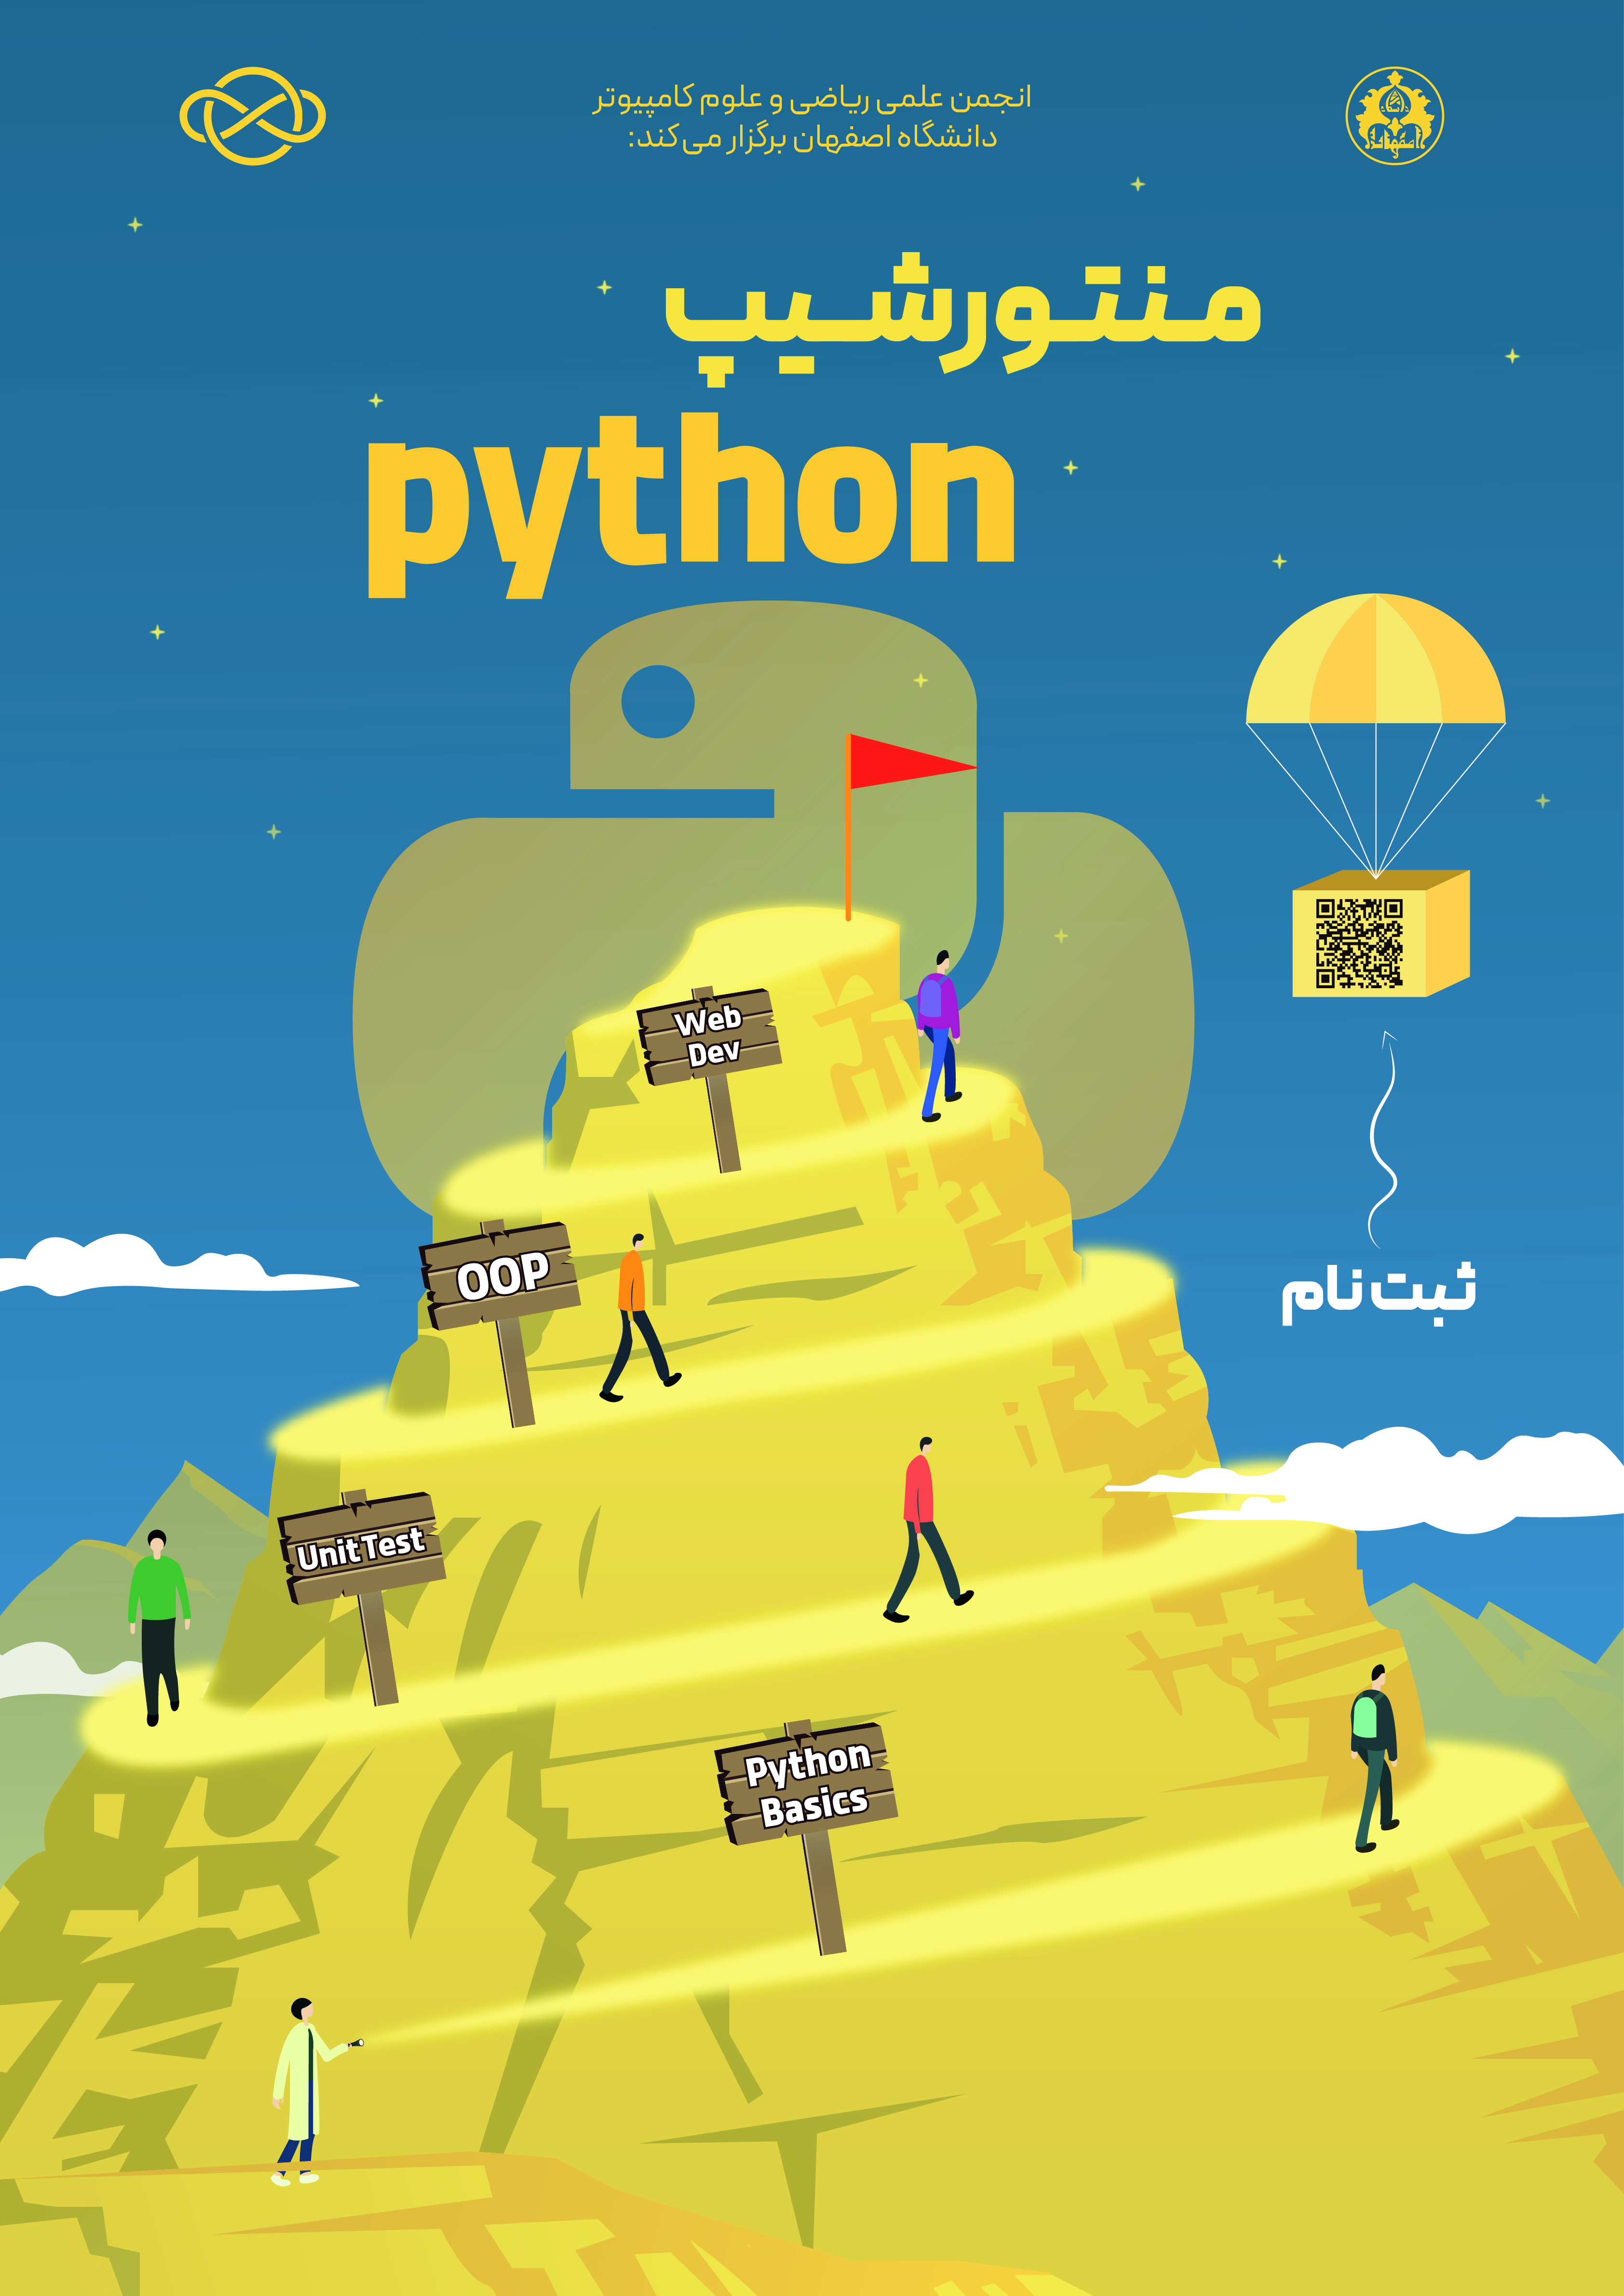 انجمن علمی ریاضی و علوم کامپیوتر
دانشگاه اصفهان برگزار می‌کند:
منتورشیپ
python
Web
Dev
OOP
ثبت نام
Unit Test
Python
Basics